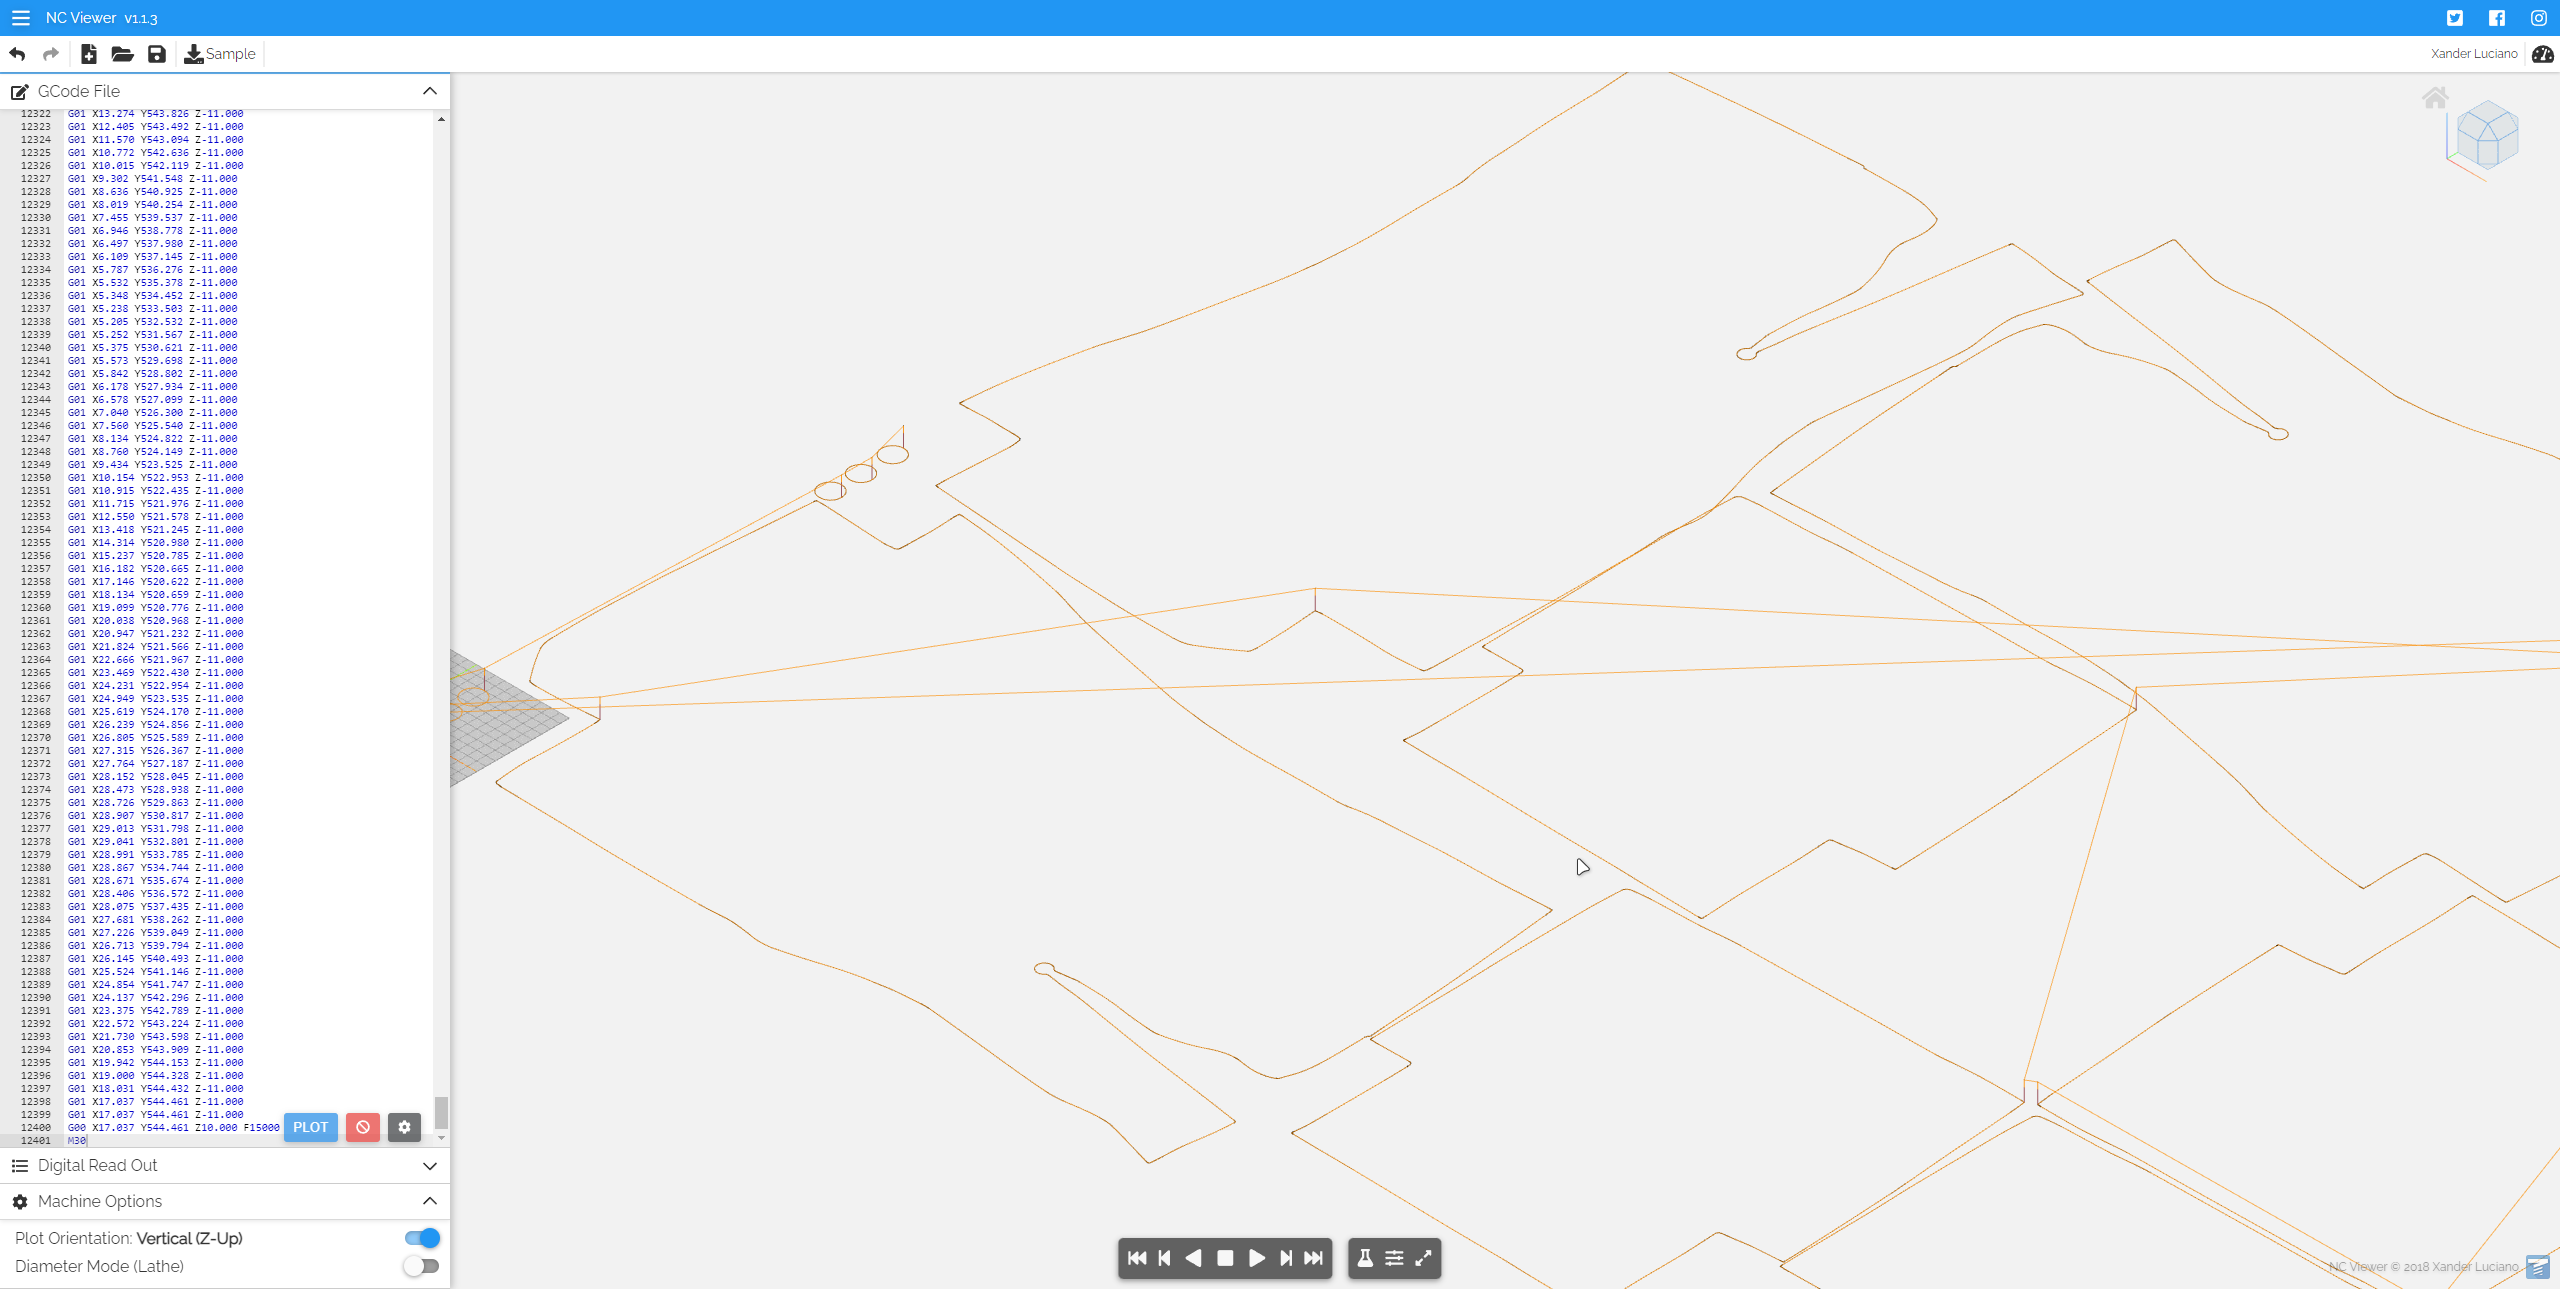 NC Viewer v1.1.3
Sample
Xander Luciano
GCode File
12322 G01 X13.274 Y543.826 Z-11.000
12323 G01 X12.405 Y543.492 Z-11.000
12324 G01 X11.570 Y543.094 Z-11.000
12325 G01 X10.772 Y542.636 Z-11.000
12326 G01 X10.015 Y542.119 Z-11.000
12327 G01 X9.302 Y541.548 Z-11.000
12328 G01 X8.636 Y540.925 Z-11.000
12329 G01 X8.019 Y540.254 Z-11.000
12330 G01 X7.455 Y539.537 Z-11.000
12331 G01 X6.946 Y538.778 Z-11.000
12332 G01 X6.497 Y537.980 Z-11.000
12333 G01 X6.109 Y537.145 Z-11.000
12334 G01 X5.787 Y536.276 Z-11.000
12335 G01 X5.532 Y535.378 Z-11.000
12336 G01 X5.348 Y534.452 Z-11.000
12337 G01 X5.238 Y533.503 Z-11.000
12338 G01 X5.205 Y532.532 Z-11.000
12339 G01 X5.252 Y531.567 Z-11.000
12340 G01 X5.375 Y530.621 Z-11.000
12341 G01 X5.573 Y529.698 Z-11.000
12342 G01 X5.842 Y528.802 Z-11.000
12343 G01 X6.178 Y527.934 Z-11.000
12344 G01 X6.578 Y527.099 Z-11.000
12345 G01 X7.040 Y526.300 Z-11.000
12346 G01 X7.560 Y525.540 Z-11.000
12347 G01 X8.134 Y524.822 Z-11.000
12348 G01 X8.760 Y524.149 Z-11.000
12349 G01 X9.434 Y523.525 Z-11.000
12350 G01 X10.154 Y522.953 Z-11.000
12351 G01 X10.915 Y522.435 Z-11.000
12352 G01 X11.715 Y521.976 Z-11.000
12353 G01 X12.550 Y521.578 Z-11.000
12354 G01 X13.418 Y521.245 Z-11.000
12355 G01 X14.314 Y520.980 Z-11.000
12356 G01 X15.237 Y520.785 Z-11.000
12357 G01 X16.182 Y520.665 Z-11.000
12358 G01 X17.146 Y520.622 Z-11.000
12359 G01 X18.134 Y520.659 Z-11.000
12360 G01 X19.099 Y520.776 Z-11.000
12361 G01 X20.038 Y520.968 Z-11.000
12362 G01 X20.947 Y521.232 Z-11.000
12363 G01 X21.824 Y521.566 Z-11.000
12364 G01 X22.666 Y521.967 Z-11.000
12365 G01 X23.469 Y522.430 Z-11.000
12366 G01 X24.231 Y522.954 Z-11.000
12367 G01 X24.949 Y523.535 Z-11.000
12368 G01 X25.619 Y524.170 Z-11.000
12369 G01 X26.239 Y524.856 Z-11.000
12370 G01 X26.805 Y525.589 Z-11.000
12371 G01 X27.315 Y526.367 Z-11.000
12372 G01 X27.764 Y527.187 Z-11.000
12373 G01 X28.152 Y528.045 Z-11.000
12374 G01 X28.473 Y528.938 Z-11.000
12375 G01 X28.726 Y529.863 Z-11.000
12376 G01 X28.907 Y530.817 Z-11.000
12377 G01 X29.013 Y531.798 Z-11.000
12378 G01 X29.041 Y532.801 Z-11.000
12379 G01 X28.991 Y533.785 Z-11.000
12380 G01 X28.867 Y534.744 Z-11.000
12381 G01 X28.671 Y535.674 Z-11.000
12382 G01 X28.406 Y536.572 Z-11.000
12383 G01 X28.075 Y537.435 Z-11.000
12384 G01 X27.681 Y538.262 Z-11.000
12385 G01 X27.226 Y539.049 Z-11.000
12386 G01 X26.713 Y539.794 Z-11.000
12387 G01 X26.145 Y540.493 Z-11.000
12388 G01 X25.524 Y541.146 Z-11.000
12389 G01 X24.854 Y541.747 Z-11.000
12390 G01 X24.137 Y542.296 Z-11.000
12391 G01 X23.375 Y542.789 Z-11.000
12392 G01 X22.572 Y543.224 Z-11.000
12393 G01 X21.730 Y543.598 Z-11.000
12394 G01 X20.853 Y543.909 Z-11.000
12395 G01 X19.942 Y544.153 Z-11.000
12396 G01 X19.000 Y544.328 Z-11.000
12397 G01 X18.031 Y544.432 Z-11.000
12398 G01 X17.037 Y544.461 Z-11.000
12399 G01 X17.037 Y544.461 Z-11.000
12400 G00 X17.037 Y544.461 Z10.000 F15000
12401 M30
PLOT
Digital Read Out
Machine Options
Plot Orientation: Vertical (Z-Up)
Diameter Mode (Lathe)
NC Viewer © 2018 Xander Luciano